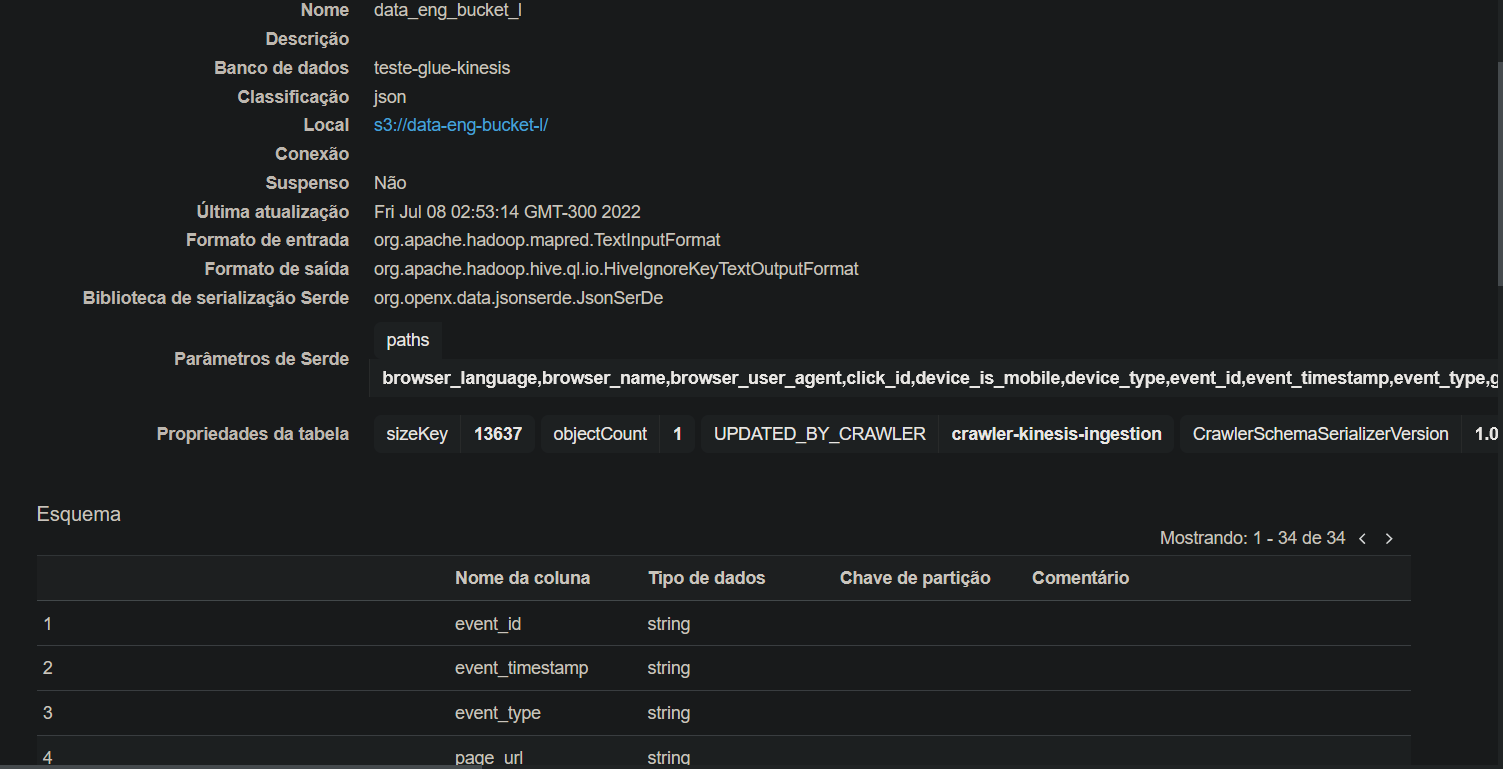 Nome data_eng_bucket_l
Descrição
Banco de dados teste-glue-kinesis
Classificação json
Local s3://data-eng-bucket-l/
Conexão
Suspenso Não
Última atualização Fri Jul 08 02:53:14 GMT-300 2022
Formato de entrada org.apache.hadoop.mapred.TextInputFormat
Formato de saída org.apache.hadoop.hive.ql.io.HiveIgnoreKeyTextOutputFormat
Biblioteca de serialização Serde org.openx.data.jsonserde.JsonSerDe
paths
Parâmetros de Serde
browser_language,browser_name,browser_user_agent,click_id,device_is_mobile,device_type,event_id,event_timestamp,event_type,g
Propriedades da tabela sizeKey 13637 objectCount 1 UPDATED_BY_CRAWLER crawler-kinesis-ingestion CrawlerSchemaSerializerVersion 1.0
Esquema
Mostrando: 1 - 34 de 34 < >
Nome da coluna Tipo de dados Chave de partição Comentário
1 event_id string
2 event_timestamp string
3 event_type string
4 page_url string